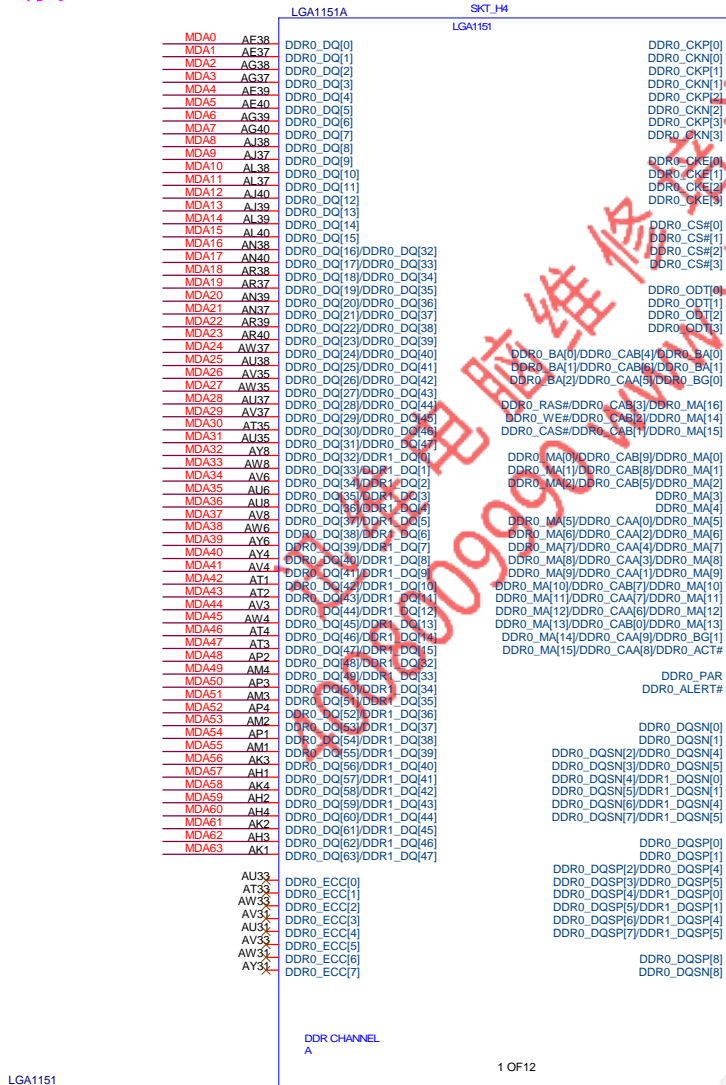 LGA1151A
SKT_H4
LGA1151
MDA0 AE38 DDR0_DQ[0] DDR0_CKP[0]
MDA1 AE37 DDR0_DQ[1] DDR0_CKN[0]
MDA2 AG38 DDR0_DQ[2] DDR0_CKP[1]
MDA3 AG37 DDR0_DQ[3] DDR0_CKN[1]
MDA4 AE39 DDR0_DQ[4] DDR0_CKP[2]
MDA5 AE40 DDR0_DQ[5] DDR0_CKN[2]
MDA6 AG39 DDR0_DQ[6] DDR0_CKP[3]
MDA7 AG40 DDR0_DQ[7] DDR0_CKN[3]
MDA8 AJ38 DDR0_DQ[8]
MDA9 AJ37 DDR0_DQ[9] DDR0_CKE[0]
MDA10 AL38 DDR0_DQ[10] DDR0_CKE[1]
MDA11 AL37 DDR0_DQ[11] DDR0_CKE[2]
MDA12 AJ40 DDR0_DQ[12] DDR0_CKE[3]
MDA13 AJ39 DDR0_DQ[13]
MDA14 AL39 DDR0_DQ[14] DDR0_CS#[0]
MDA15 AL40 DDR0_DQ[15] DDR0_CS#[1]
MDA16 AN38 DDR0_DQ[16]/DDR0_DQ[32] DDR0_CS#[2]
MDA17 AN40 DDR0_DQ[17]/DDR0_DQ[33] DDR0_CS#[3]
MDA18 AR38 DDR0_DQ[18]/DDR0_DQ[34]
MDA19 AR37 DDR0_DQ[19]/DDR0_DQ[35] DDR0_ODT[0]
MDA20 AN39 DDR0_DQ[20]/DDR0_DQ[36] DDR0_ODT[1]
MDA21 AN37 DDR0_DQ[21]/DDR0_DQ[37] DDR0_ODT[2]
MDA22 AR39 DDR0_DQ[22]/DDR0_DQ[38] DDR0_ODT[3]
MDA23 AR40 DDR0_DQ[23]/DDR0_DQ[39]
MDA24 AW37 DDR0_DQ[24]/DDR0_DQ[40] DDR0_BA[0]/DDR0_CAB[4]/DDR0_BA[0]
MDA25 AU38 DDR0_DQ[25]/DDR0_DQ[41] DDR0_BA[1]/DDR0_CAB[6]/DDR0_BA[1]
MDA26 AV35 DDR0_DQ[26]/DDR0_DQ[42] DDR0_BA[2]/DDR0_CAA[5]/DDR0_BG[0]
MDA27 AW35 DDR0_DQ[27]/DDR0_DQ[43]
MDA28 AU37 DDR0_DQ[28]/DDR0_DQ[44] DDR0_RAS#/DDR0_CAB[3]/DDR0_MA[16]
MDA29 AV37 DDR0_DQ[29]/DDR0_DQ[45] DDR0_WE#/DDR0_CAB[2]/DDR0_MA[14]
MDA30 AT35 DDR0_DQ[30]/DDR0_DQ[46] DDR0_CAS#/DDR0_CAB[1]/DDR0_MA[15]
MDA31 AU35 DDR0_DQ[31]/DDR0_DQ[47]
MDA32 AY8 DDR0_DQ[32]/DDR1_DQ[0] DDR0_MA[0]/DDR0_CAB[9]/DDR0_MA[0]
MDA33 AW8 DDR0_DQ[33]/DDR1_DQ[1] DDR0_MA[1]/DDR0_CAB[8]/DDR0_MA[1]
MDA34 AV6 DDR0_DQ[34]/DDR1_DQ[2] DDR0_MA[2]/DDR0_CAB[5]/DDR0_MA[2]
MDA35 AU6 DDR0_DQ[35]/DDR1_DQ[3] DDR0_MA[3]
MDA36 AU8 DDR0_DQ[36]/DDR1_DQ[4] DDR0_MA[4]
MDA37 AV8 DDR0_DQ[37]/DDR1_DQ[5] DDR0_MA[5]/DDR0_CAA[0]/DDR0_MA[5]
MDA38 AW6 DDR0_DQ[38]/DDR1_DQ[6] DDR0_MA[6]/DDR0_CAA[2]/DDR0_MA[6]
MDA39 AY6 DDR0_DQ[39]/DDR1_DQ[7] DDR0_MA[7]/DDR0_CAA[4]/DDR0_MA[7]
MDA40 AY4 DDR0_DQ[40]/DDR1_DQ[8] DDR0_MA[8]/DDR0_CAA[3]/DDR0_MA[8]
MDA41 AV4 DDR0_DQ[41]/DDR1_DQ[9] DDR0_MA[9]/DDR0_CAA[1]/DDR0_MA[9]
MDA42 AT1 DDR0_DQ[42]/DDR1_DQ[10] DDR0_MA[10]/DDR0_CAB[7]/DDR0_MA[10]
MDA43 AT2 DDR0_DQ[43]/DDR1_DQ[11] DDR0_MA[11]/DDR0_CAA[7]/DDR0_MA[11]
MDA44 AV3 DDR0_DQ[44]/DDR1_DQ[12] DDR0_MA[12]/DDR0_CAA[6]/DDR0_MA[12]
MDA45 AW4 DDR0_DQ[45]/DDR1_DQ[13] DDR0_MA[13]/DDR0_CAB[0]/DDR0_MA[13]
MDA46 AT4 DDR0_DQ[46]/DDR1_DQ[14] DDR0_MA[14]/DDR0_CAA[9]/DDR0_BG[1]
MDA47 AT3 DDR0_DQ[47]/DDR1_DQ[15] DDR0_MA[15]/DDR0_CAA[8]/DDR0_ACT#
MDA48 AP2 DDR0_DQ[48]/DDR1_DQ[32]
MDA49 AM4 DDR0_DQ[49]/DDR1_DQ[33] DDR0_PAR
MDA50 AP3 DDR0_DQ[50]/DDR1_DQ[34] DDR0_ALERT#
MDA51 AM3 DDR0_DQ[51]/DDR1_DQ[35]
MDA52 AP4 DDR0_DQ[52]/DDR1_DQ[36]
MDA53 AM2 DDR0_DQ[53]/DDR1_DQ[37] DDR0_DQSN[0]
MDA54 AP1 DDR0_DQ[54]/DDR1_DQ[38] DDR0_DQSN[1]
MDA55 AM1 DDR0_DQ[55]/DDR1_DQ[39] DDR0_DQSN[2]/DDR0_DQSN[4]
MDA56 AK3 DDR0_DQ[56]/DDR1_DQ[40] DDR0_DQSN[3]/DDR0_DQSN[5]
MDA57 AH1 DDR0_DQ[57]/DDR1_DQ[41] DDR0_DQSN[4]/DDR1_DQSN[0]
MDA58 AK4 DDR0_DQ[58]/DDR1_DQ[42] DDR0_DQSN[5]/DDR1_DQSN[1]
MDA59 AH2 DDR0_DQ[59]/DDR1_DQ[43] DDR0_DQSN[6]/DDR1_DQSN[4]
MDA60 AH4 DDR0_DQ[60]/DDR1_DQ[44] DDR0_DQSN[7]/DDR1_DQSN[5]
MDA61 AK2 DDR0_DQ[61]/DDR1_DQ[45]
MDA62 AH3 DDR0_DQ[62]/DDR1_DQ[46] DDR0_DQSP[0]
MDA63 AK1 DDR0_DQ[63]/DDR1_DQ[47] DDR0_DQSP[1]
DDR0_DQSP[2]/DDR0_DQSP[4]
AU33 DDR0_ECC[0] DDR0_DQSP[3]/DDR0_DQSP[5]
AT33 DDR0_ECC[1] DDR0_DQSP[4]/DDR1_DQSP[0]
AW33 DDR0_ECC[2] DDR0_DQSP[5]/DDR1_DQSP[1]
AV31 DDR0_ECC[3] DDR0_DQSP[6]/DDR1_DQSP[4]
AU31 DDR0_ECC[4] DDR0_DQSP[7]/DDR1_DQSP[5]
AV33 DDR0_ECC[5]
AW31 DDR0_ECC[6] DDR0_DQSP[8]
AY31 DDR0_ECC[7] DDR0_DQSN[8]
DDR CHANNEL
A
1 OF12
LGA1151
迅维电脑维修培
4008009990 www.